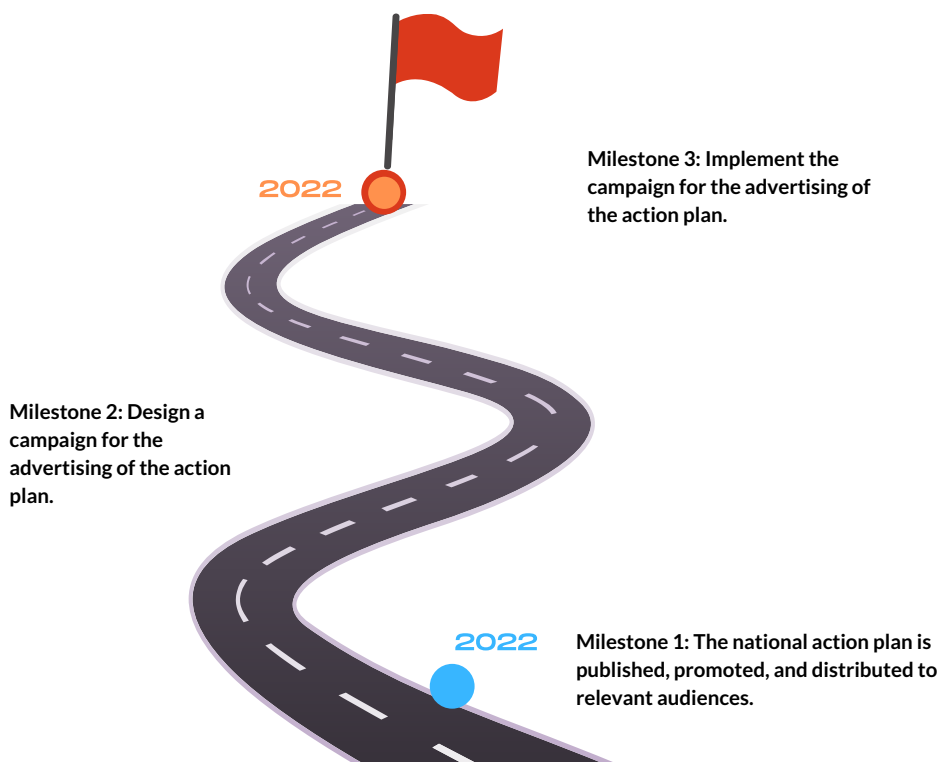 2022
Milestone 3: Implement the
campaign for the advertising of
the action plan.
Milestone 2: Design a
campaign for the
advertising of the action
plan.
2022
Milestone 1: The national action plan is
published, promoted, and distributed to
relevant audiences.